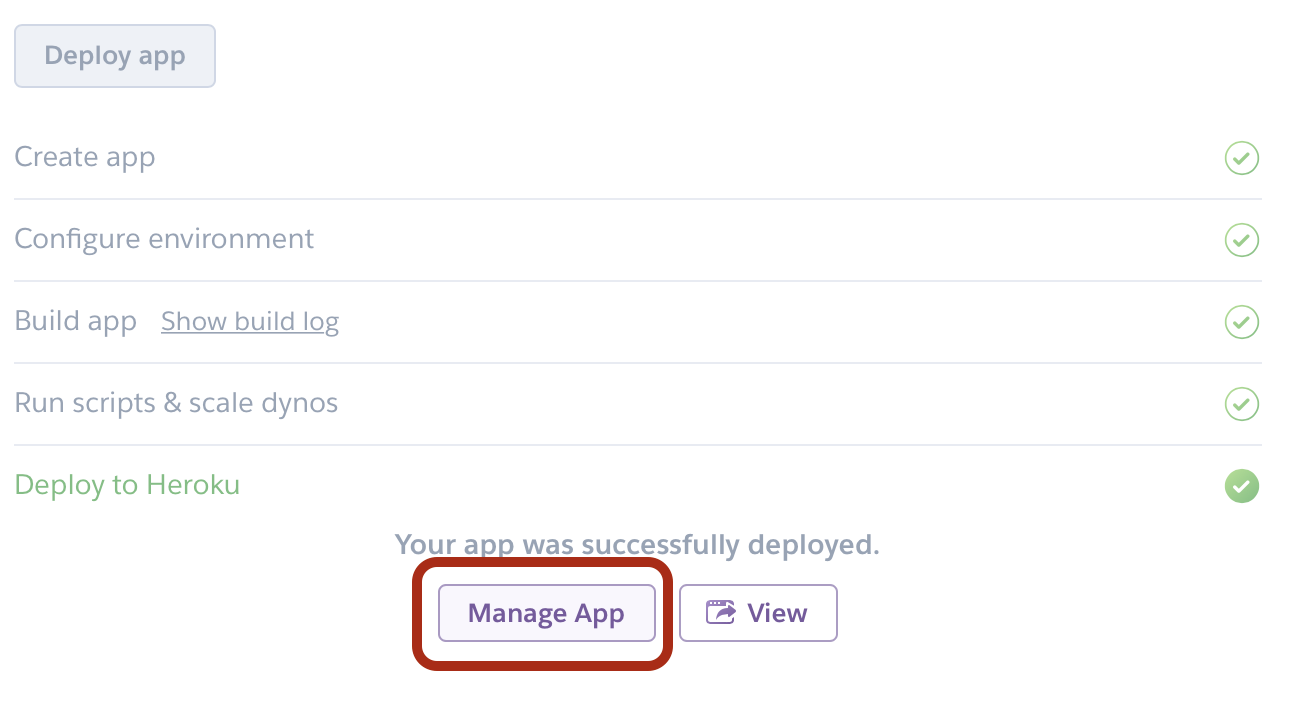 Deploy app
Create app
Configure environment
Build app Show build log
Run scripts & scale dynos
Deploy to Heroku
Your app was successfully deployed.
Manage App View